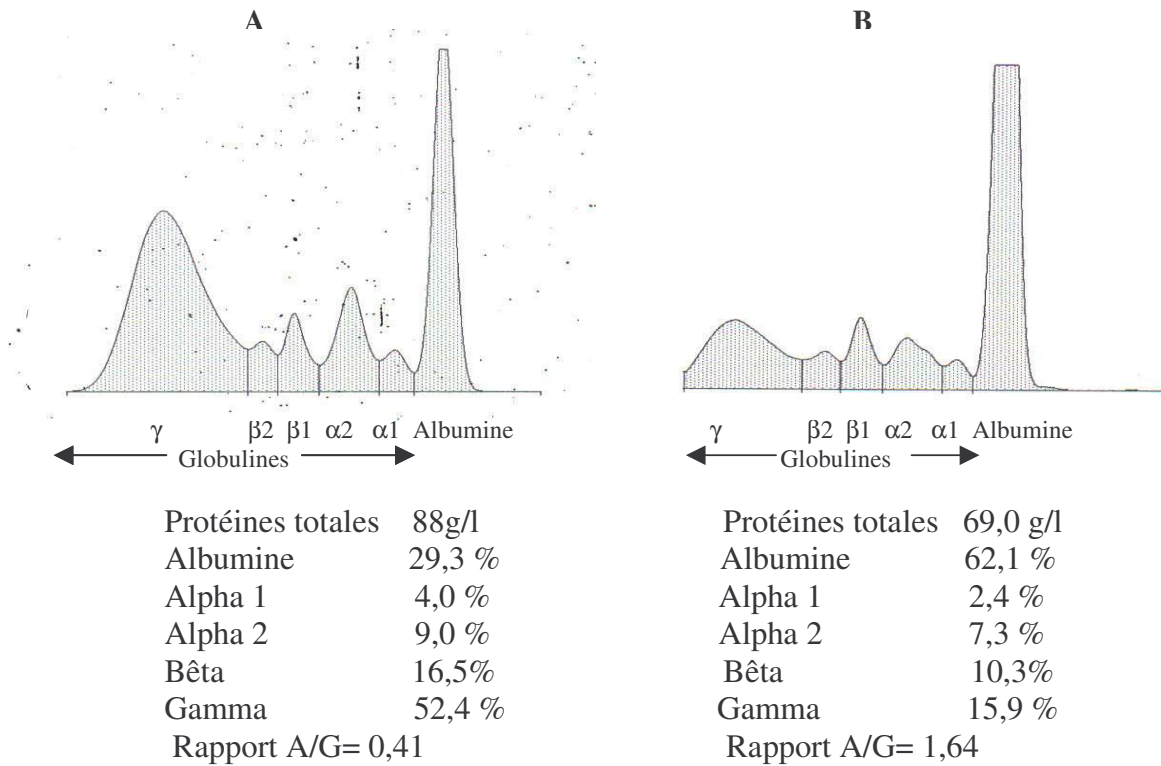 A B
γ β2 β1 α2 α1 Albumine γ β2 β1 α2 α1 Albumine
Globulines Globulines
Protéines totales 88g/l
Albumine 29,3 %
Alpha 1 4,0 %
Alpha 2 9,0 %
Bêta 16,5%
Gamma 52,4 %
Rapport A/G= 0,41
Protéines totales 69,0 g/l
Albumine 62,1 %
Alpha 1 2,4 %
Alpha 2 7,3 %
Bêta 10,3%
Gamma 15,9 %
Rapport A/G= 1,64